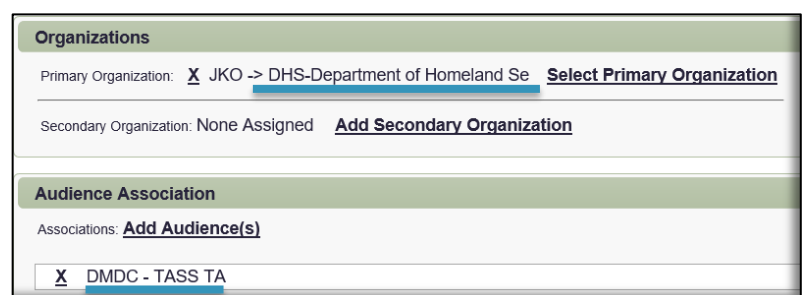 Organizations
Primary Organization: X JKO -> DHS-Department of Homeland Se Select Primary Organization
Secondary Organization: None Assigned Add Secondary Organization
Audience Association
Associations: Add Audience(s)
X DMDC - TASS TA